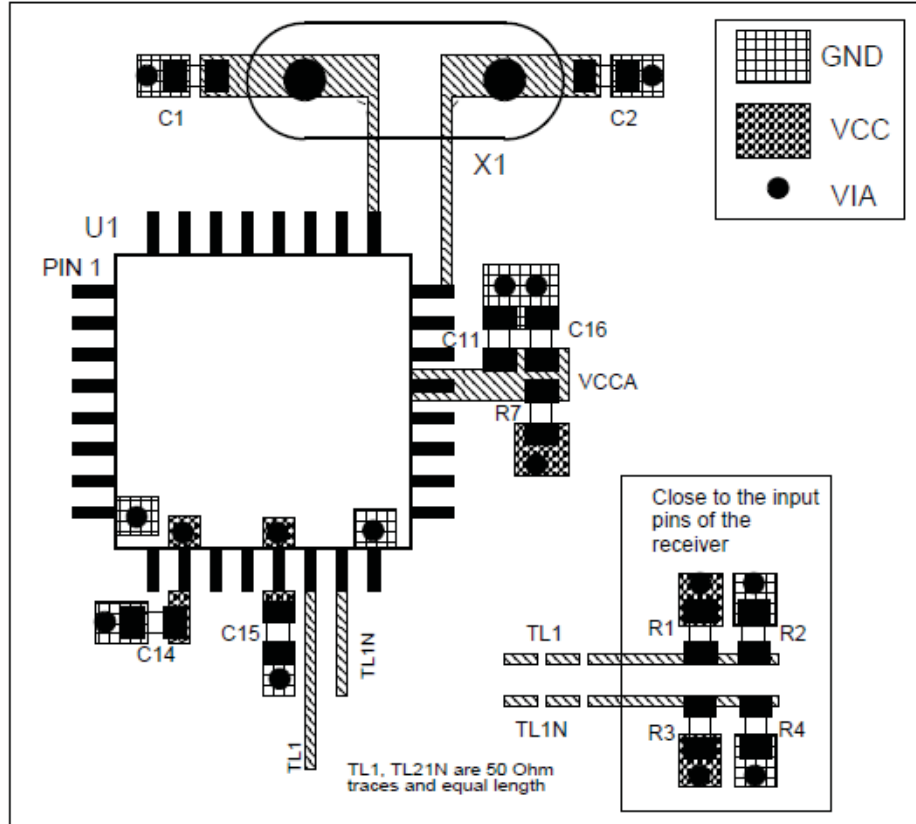 GND
C1
C2
VCC
X1
VIA
U1
PIN 1
C11
C16
VCCA
R7
Close to the input
pins of the
receiver
C14
C15
TL1
TL1N
TL1
R1
R2
TL1N
R3
R4
TL1, TL21N are 50 Ohm
traces and equal length